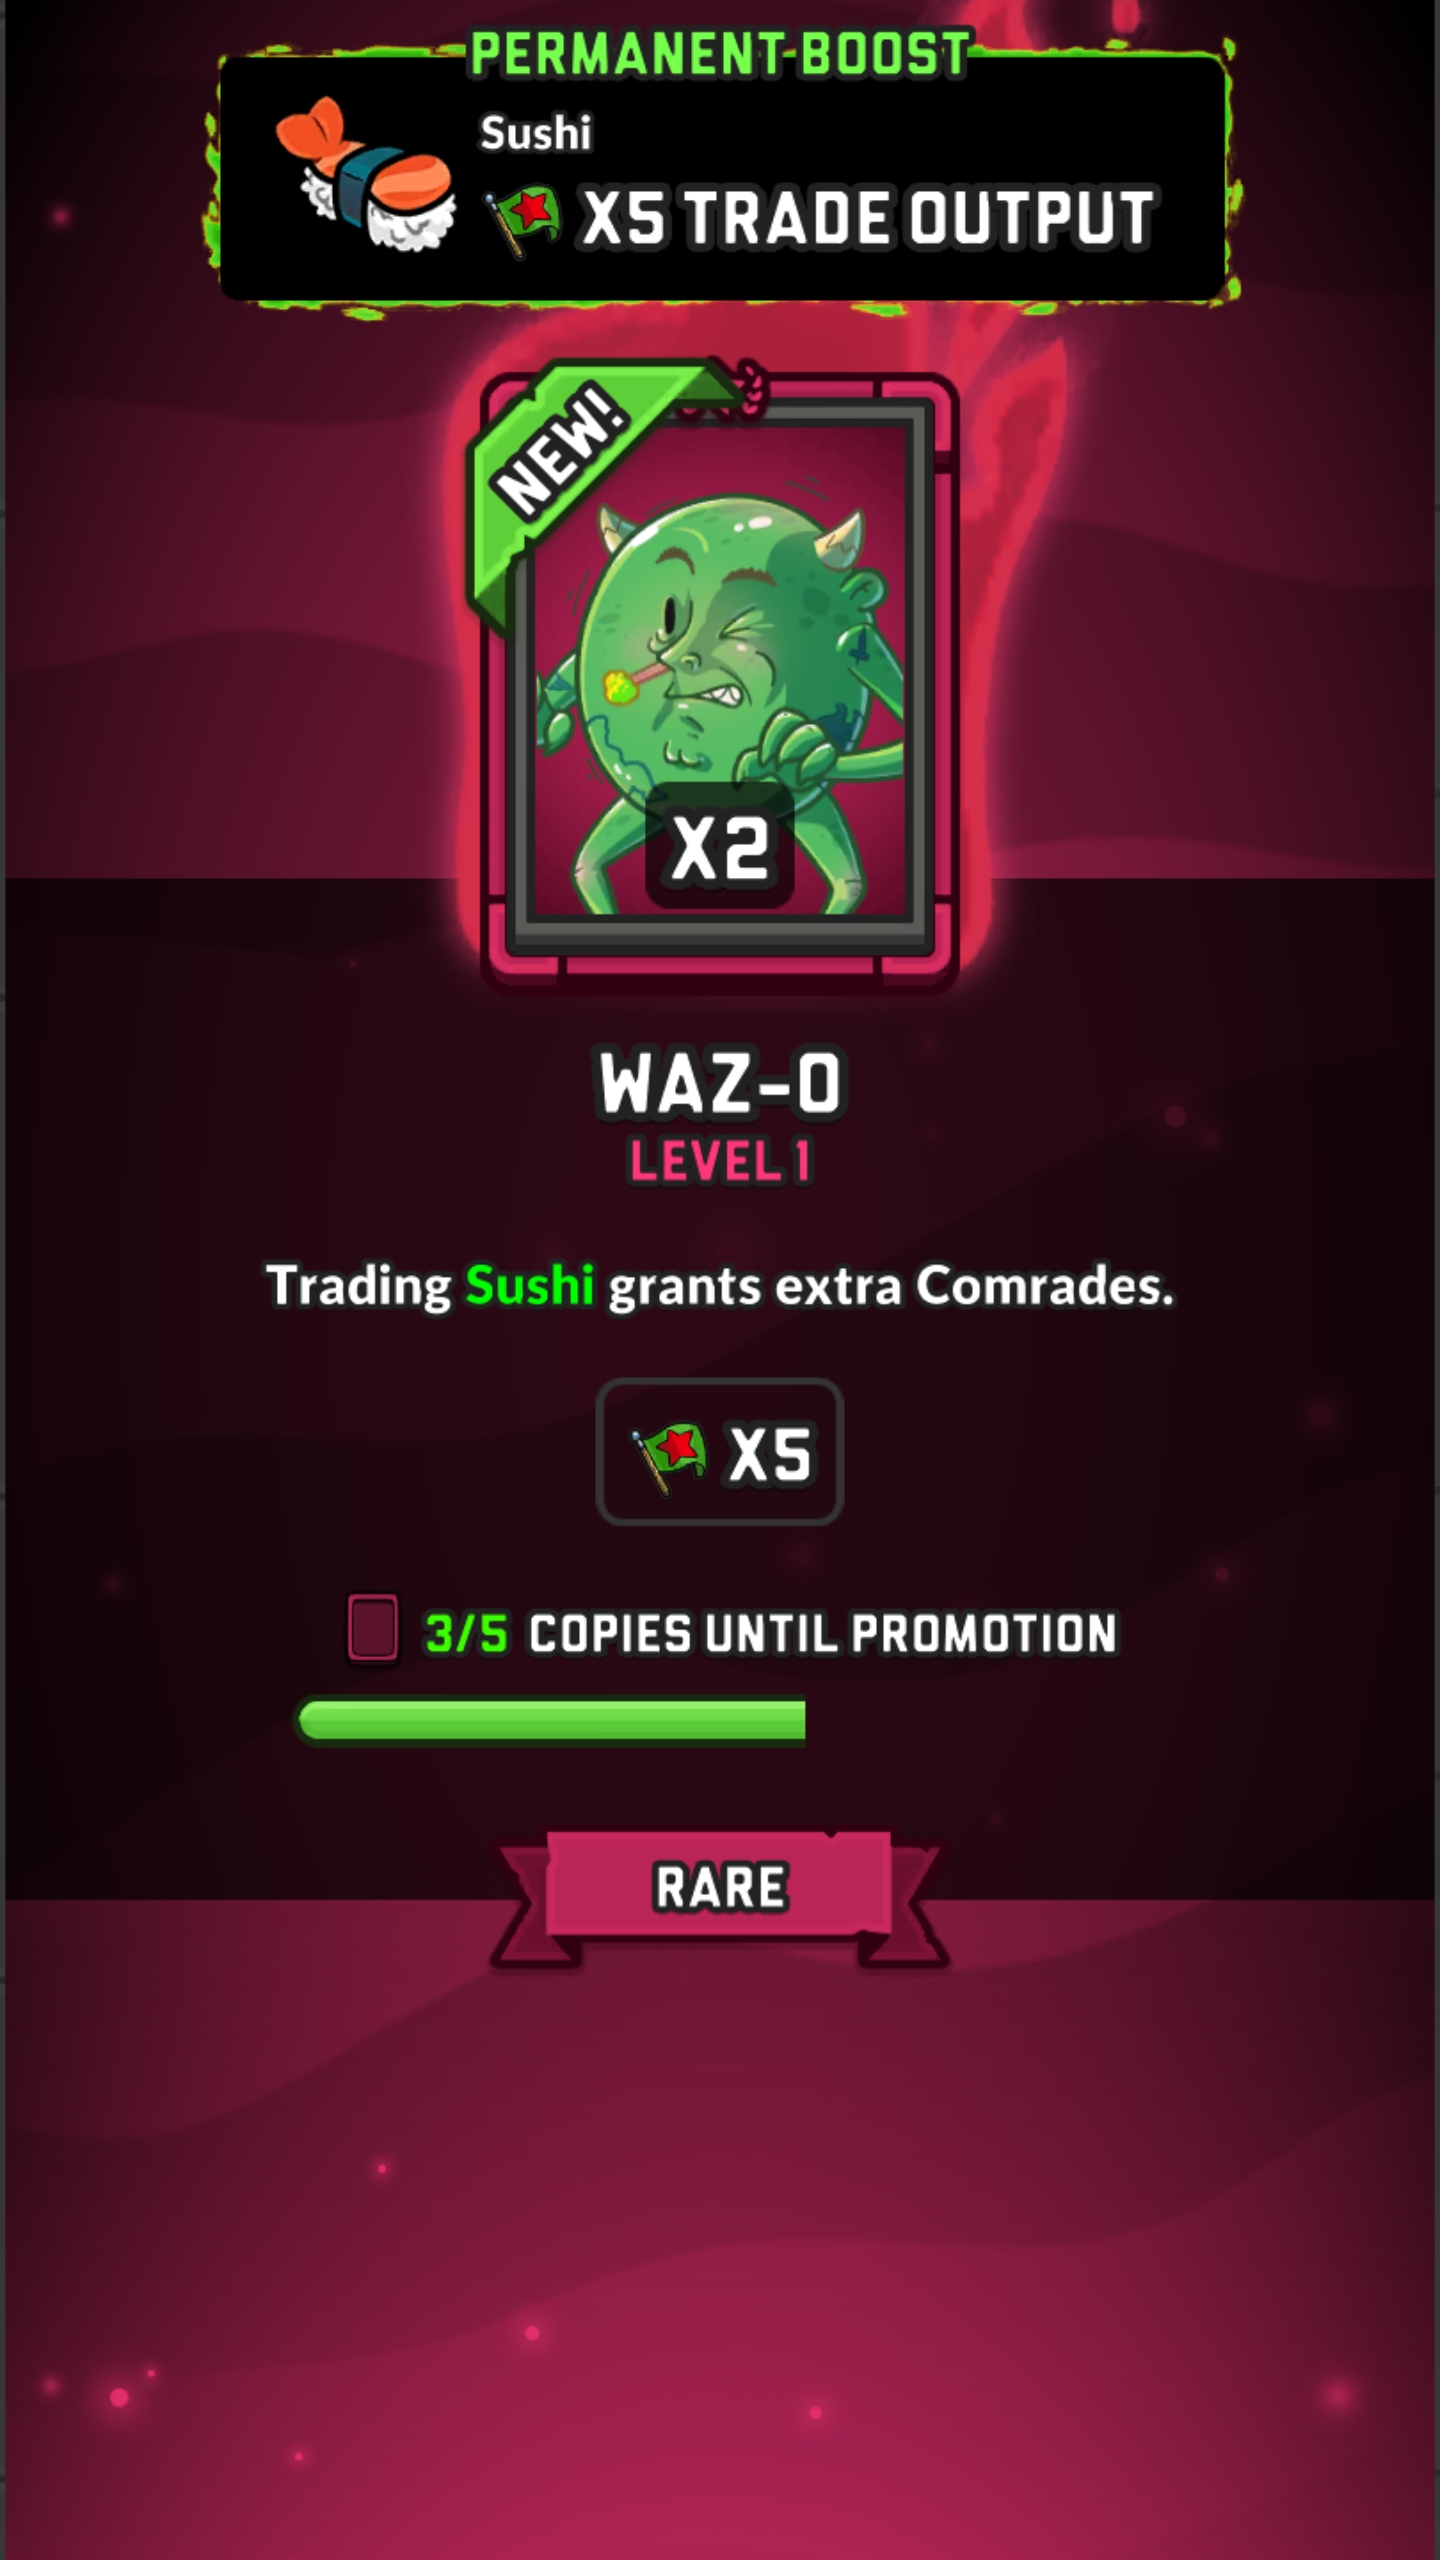 PERMANENT BOOST
Sushi
X5 TRADE OUTPUT
NEW!
X2
WAZ-O
LEVEL 1
Trading Sushi grants extra Comrades.
X5
3/5 COPIES UNTIL PROMOTION
RARE